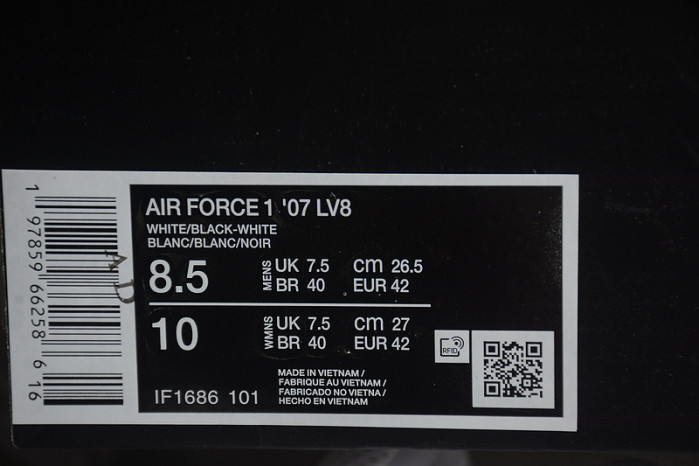 AIR FORCE 1 '07 LV8
WHITE/BLACK-WHITE
BLANC/BLANC/NOIR
8.5 MENS UK 7.5 cm 26.5
BR 40 EUR 42
10 WMNS UK 7.5 cm 27
BR 40 EUR 42
RFID
MADE IN VIETNAM /
FABRIQUE AU VIETNAM /
FABRICADO NO VIETNA /
HECHO EN VIETNAM
IF1686 101
1 97859 66258 6 16
A D